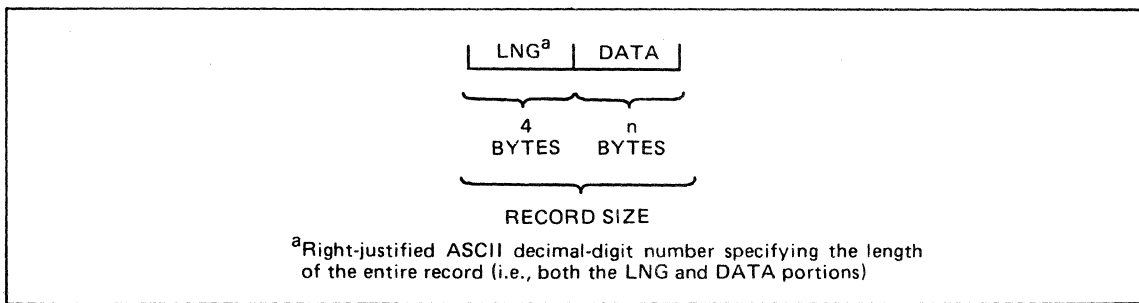 LNGa DATA
4 n
BYTES BYTES
RECORD SIZE
aRight-justified ASCII decimal-digit number specifying the length
of the entire record (i.e., both the LNG and DATA portions)